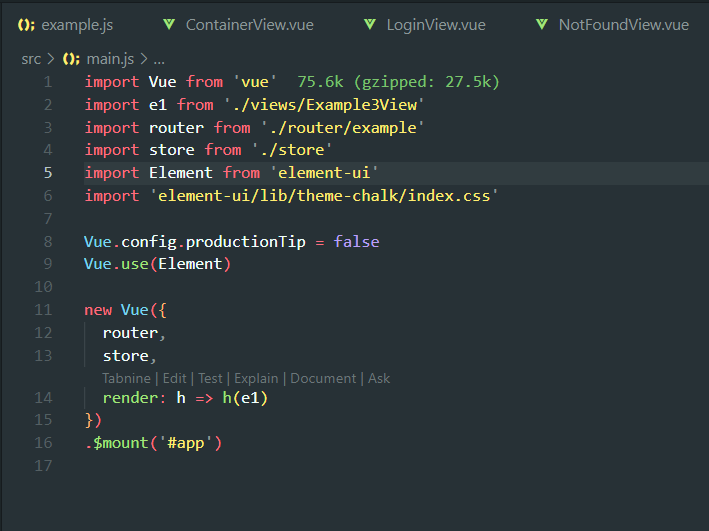 example.js ContainerView.vue LoginView.vue NotFoundView.vue
src > main.js > ...
1 import Vue from 'vue' 75.6k (gzipped: 27.5k)
2 import e1 from './views/Example3View'
3 import router from './router/example'
4 import store from './store'
5 import Element from 'element-ui'
6 import 'element-ui/lib/theme-chalk/index.css'
7
8 Vue.config.productionTip = false
9 Vue.use(Element)
10
11 new Vue({
12 router,
13 store,
Tabnine | Edit | Test | Explain | Document | Ask
14 render: h => h(e1)
15 })
16 .$mount('#app')
17